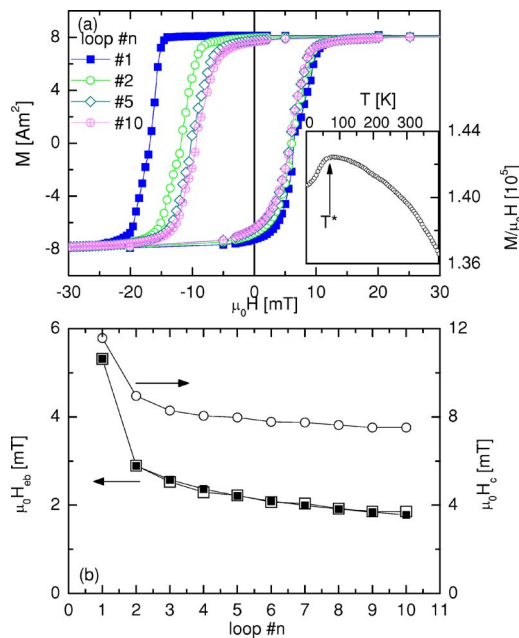 (a)
loop #n
#1
#2
#5
#10
M [Am²]
8
4
0
-4
-8
-30 -20 -10 0 10 20 30
μ₀H [mT]
T [K]
0 100 200 300
1.44
1.40
1.36
M/μ₀H [10⁵]
T*
(b)
μ₀H_eb [mT]
6
4
2
0
μ₀H_c [mT]
12
8
4
0
0 1 2 3 4 5 6 7 8 9 10 11
loop #n